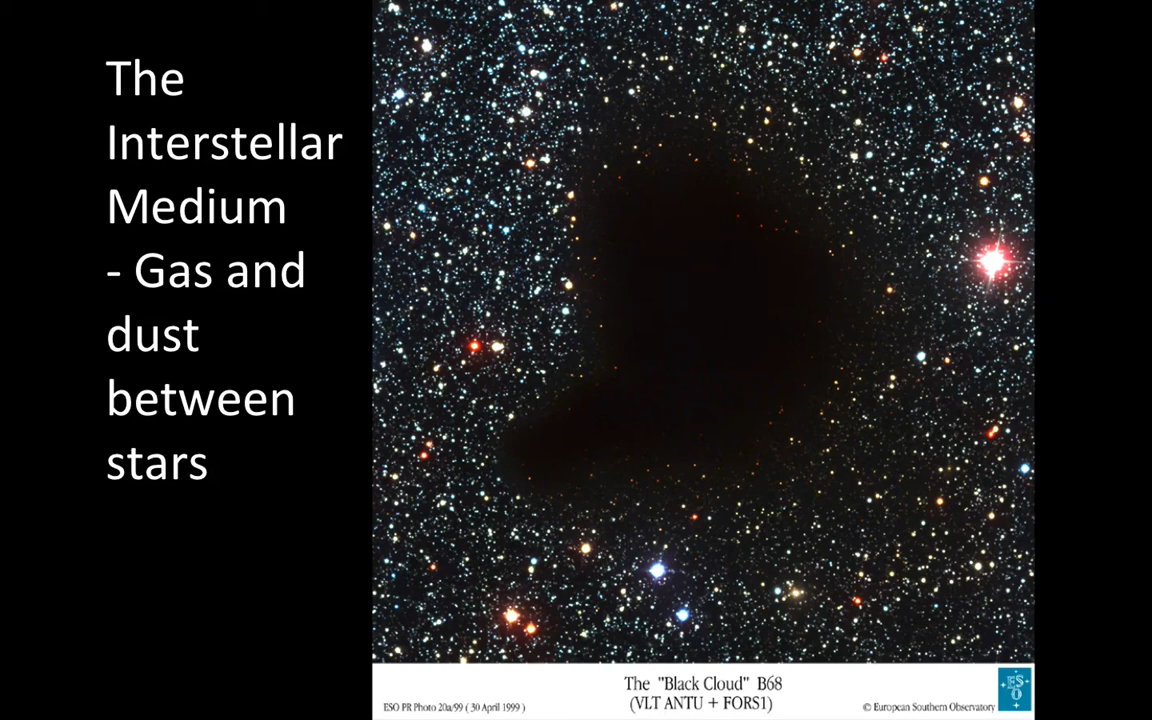 The
Interstellar
Medium
- Gas and
dust
between
stars
The "Black Cloud" B68
(VLT ANTU + FORS1)
ESO PR Photo 20a/99 ( 30 April 1999 )
© European Southern Observatory
ESO